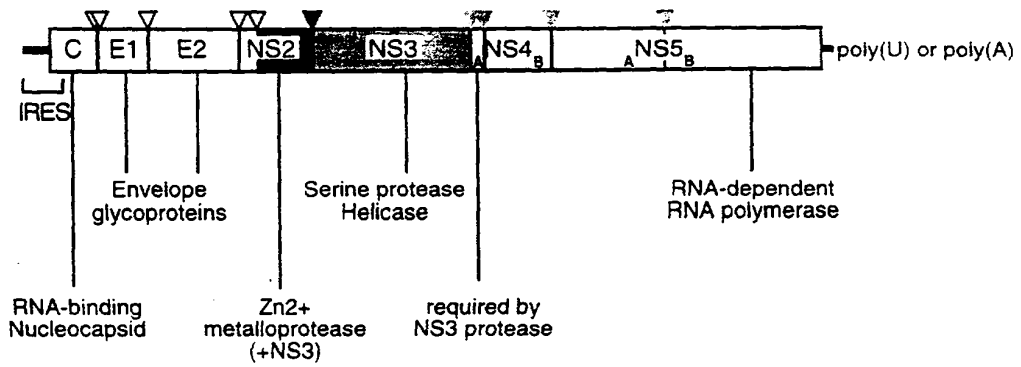 C E1 E2 NS2 NS3 A NS4 B A NS5 B poly(U) or poly(A)
IRES
Envelope
glycoproteins
Serine protease
Helicase
RNA-dependent
RNA polymerase
RNA-binding
Nucleocapsid
Zn2+
metalloprotease
(+NS3)
required by
NS3 protease